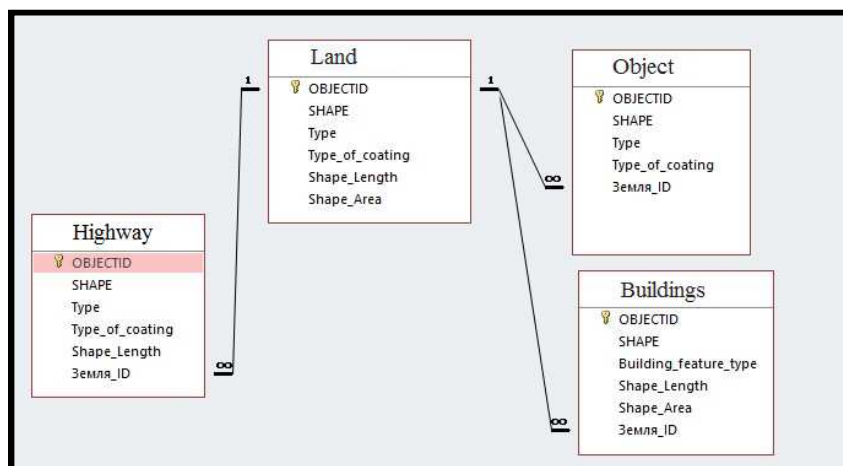 Land
1
OBJECTID
SHAPE
Type
Type_of_coating
Shape_Length
Shape_Area
1
Object
OBJECTID
SHAPE
Type
Type_of_coating
Земля_ID
∞
Highway
OBJECTID
SHAPE
Type
Type_of_coating
Shape_Length
Земля_ID
∞
Buildings
OBJECTID
SHAPE
Building_feature_type
Shape_Length
Shape_Area
Земля_ID
∞